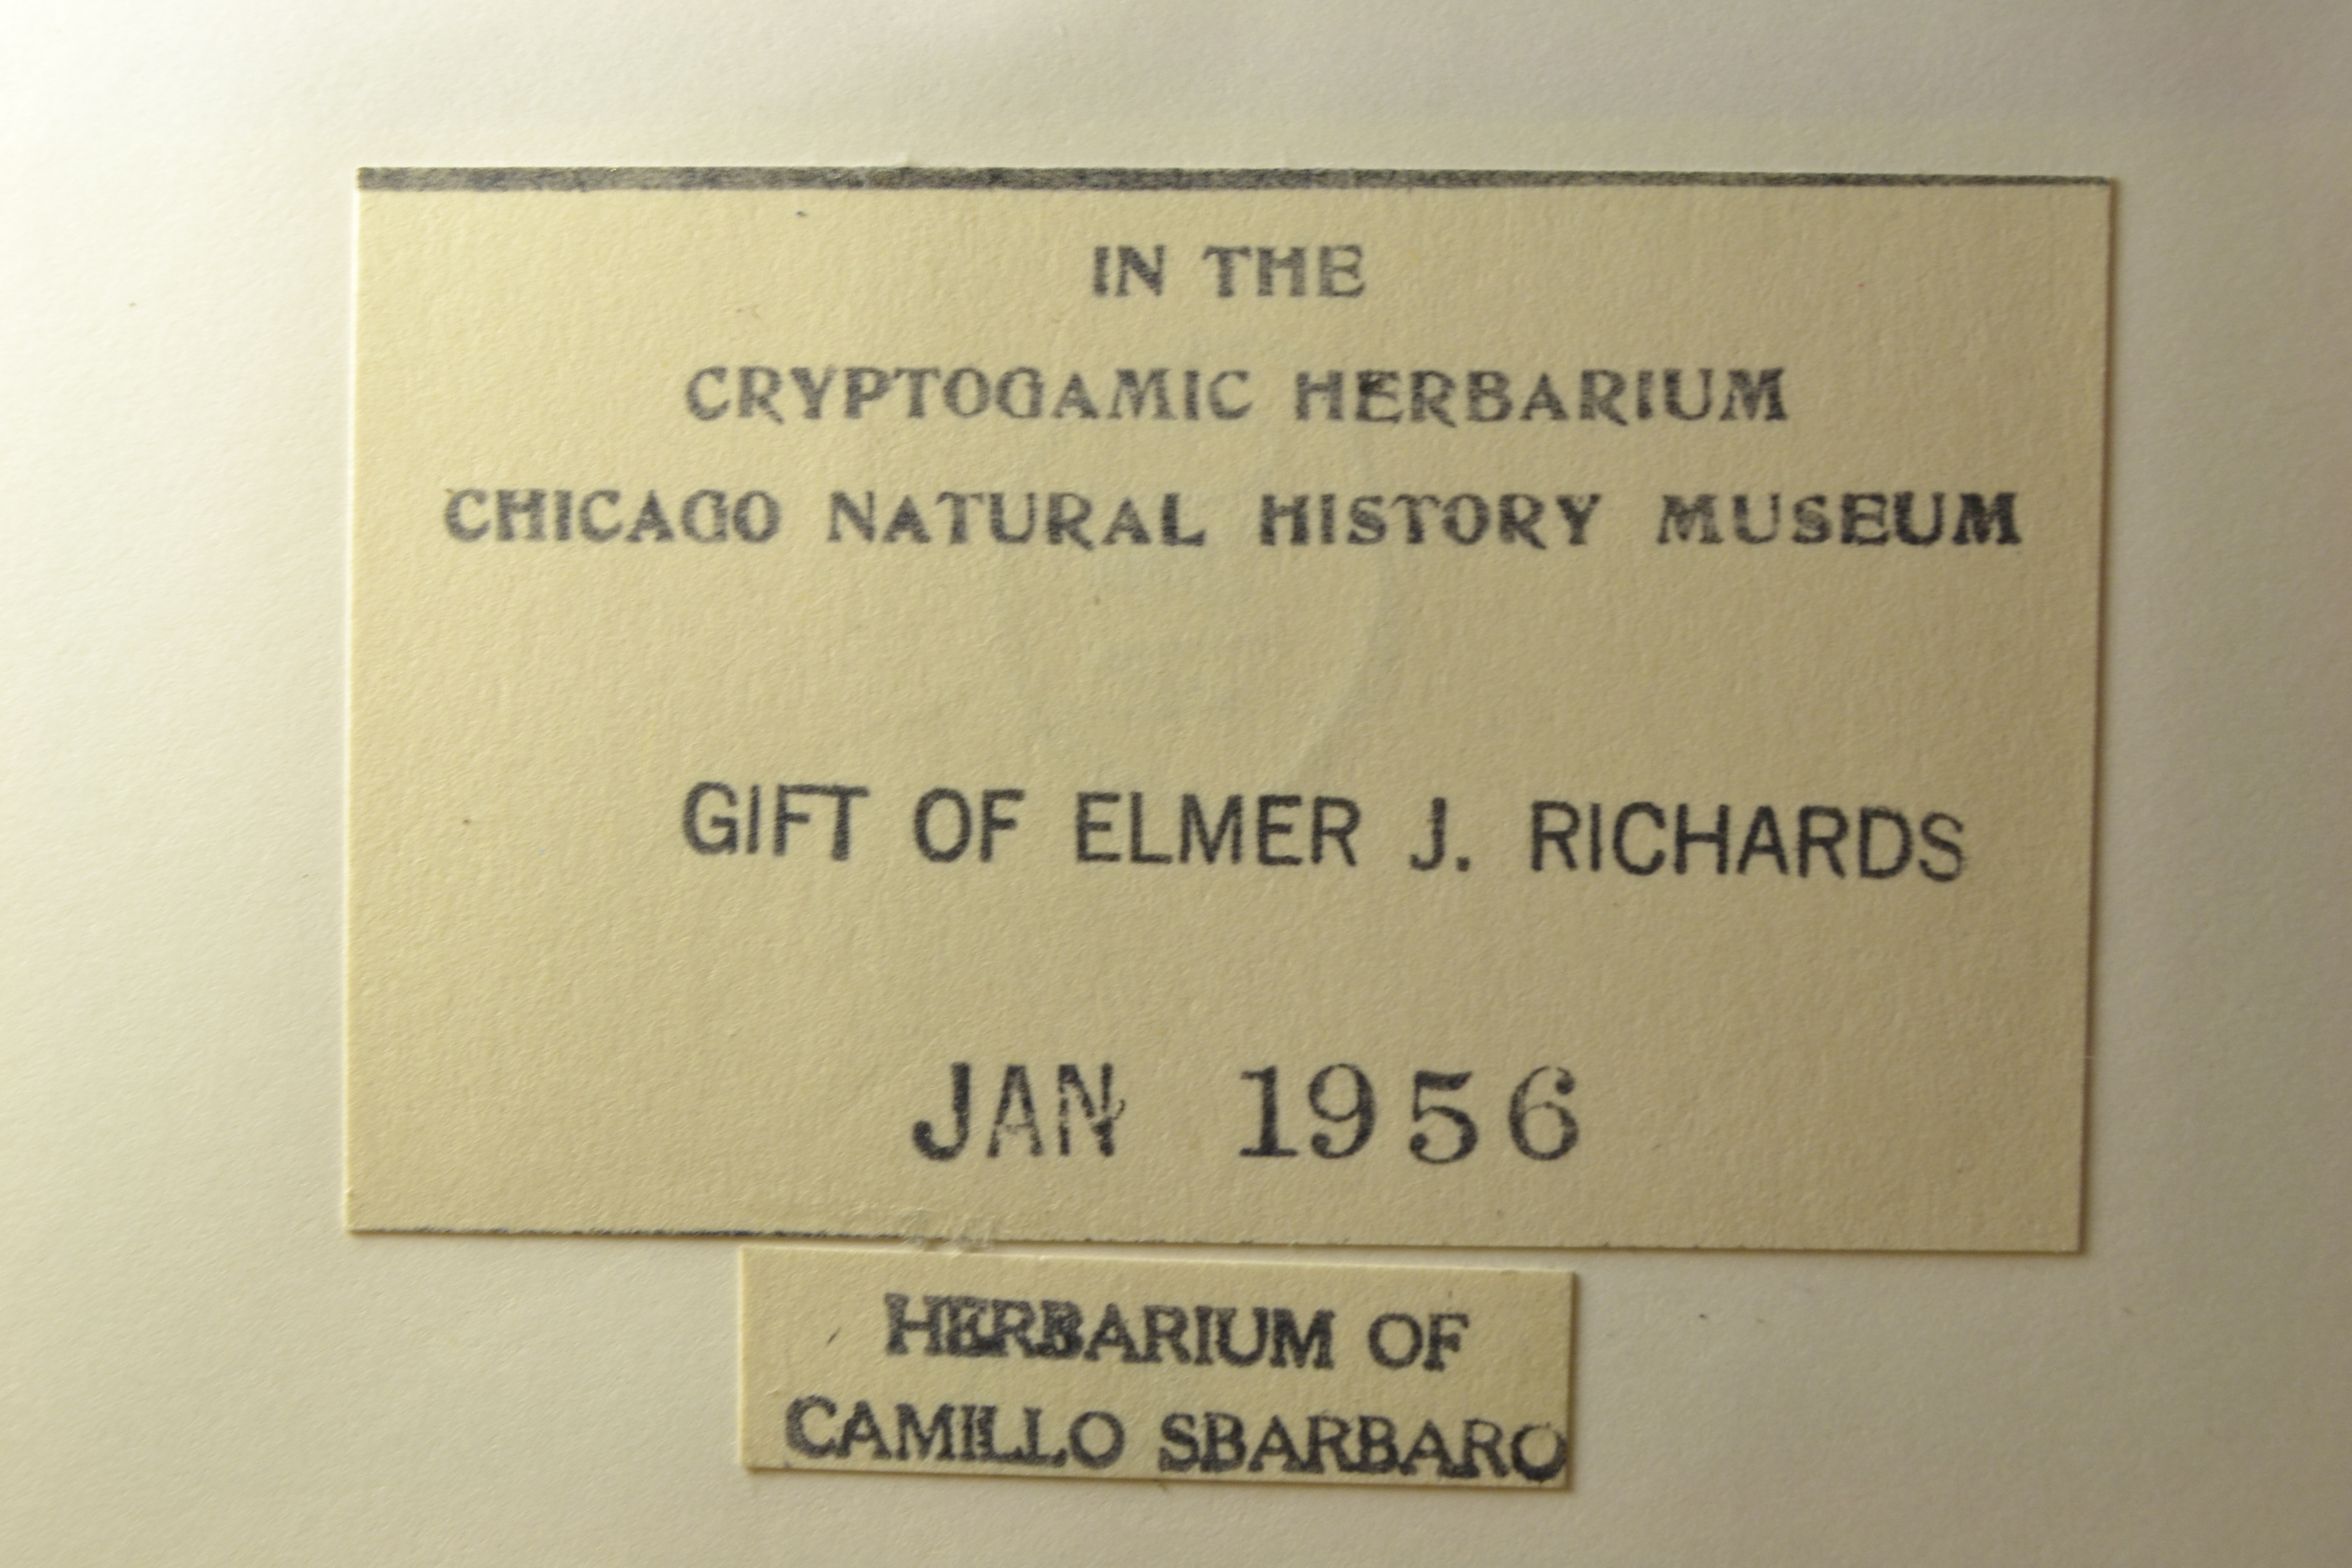 IN THE
CRYPTOGAMIC HERBARIUM
CHICAGO NATURAL HISTORY MUSEUM
GIFT OF ELMER J. RICHARDS
JAN 1956
HERBARIUM OF
CAMILLO SBARBARO